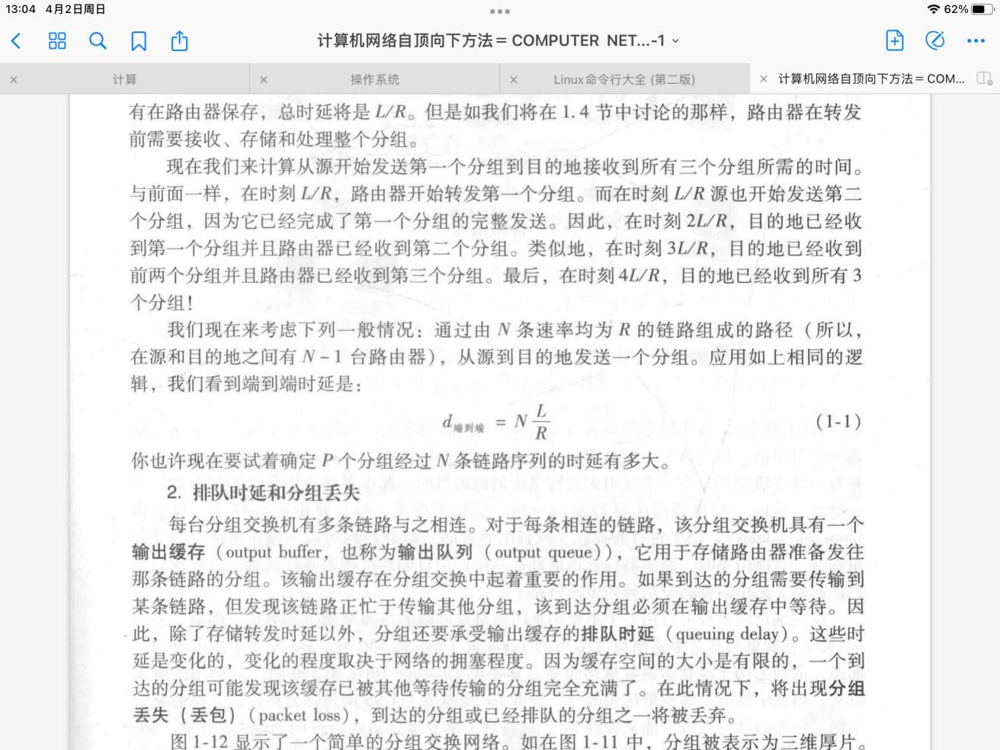 13:04 4月2日周日
62%
计算机网络自顶向下方法＝COMPUTER NET...-1
计算
操作系统
Linux命令行大全 (第二版)
计算机网络自顶向下方法＝COM...
有在路由器保存，总时延将是 L/R。但是如我们将在 1.4 节中讨论的那样，路由器在转发
前需要接收、存储和处理整个分组。
现在我们来计算从源开始发送第一个分组到目的地接收到所有三个分组所需的时间。
与前面一样，在时刻 L/R，路由器开始转发第一个分组。而在时刻 L/R 源也开始发送第二
个分组，因为它已经完成了第一个分组的完整发送。因此，在时刻 2L/R，目的地已经收
到第一个分组并且路由器已经收到第二个分组。类似地，在时刻 3L/R，目的地已经收到
前两个分组并且路由器已经收到第三个分组。最后，在时刻 4L/R，目的地已经收到所有 3
个分组！
我们现在来考虑下列一般情况：通过由 N 条速率均为 R 的链路组成的路径（所以，
在源和目的地之间有 N－1 台路由器），从源到目的地发送一个分组。应用如上相同的逻
辑，我们看到端到端时延是：
d端到端 = N L/R (1-1)
你也许现在要试着确定 P 个分组经过 N 条链路序列的时延有多大。
2. 排队时延和分组丢失
每台分组交换机有多条链路与之相连。对于每条相连的链路，该分组交换机具有一个
输出缓存（output buffer，也称为输出队列（output queue)），它用于存储路由器准备发往
那条链路的分组。该输出缓存在分组交换中起着重要的作用。如果到达的分组需要传输到
某条链路，但发现该链路正忙于传输其他分组，该到达分组必须在输出缓存中等待。因
此，除了存储转发时延以外，分组还要承受输出缓存的排队时延（queuing delay）。这些时
延是变化的，变化的程度取决于网络的拥塞程度。因为缓存空间的大小是有限的，一个到
达的分组可能发现该缓存已被其他等待传输的分组完全充满了。在此情况下，将出现分组
丢失（丢包）（packet loss），到达的分组或已经排队的分组之一将被丢弃。
图 1-12 显示了一个简单的分组交换网络。如在图 1-11 中，分组被表示为三维厚片。